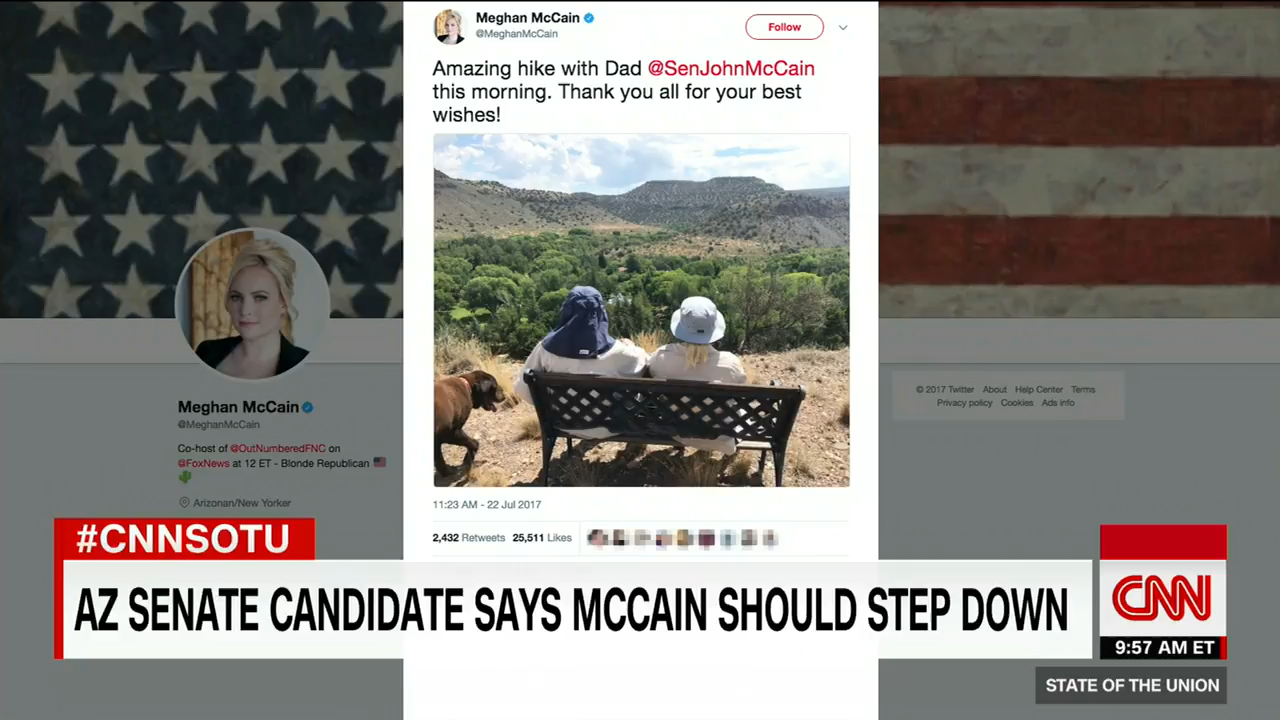 Meghan McCain
@MeghanMcCain
Follow
Amazing hike with Dad @SenJohnMcCain
this morning. Thank you all for your best
wishes!
11:23 AM - 22 Jul 2017
2,432 Retweets 25,511 Likes
Meghan McCain
@MeghanMcCain
Co-host of @OutNumberedFNC on
@FoxNews at 12 ET - Blonde Republican
Arizonan/New Yorker
© 2017 Twitter About Help Center Terms
Privacy policy Cookies Ads info
#CNNSOTU
AZ SENATE CANDIDATE SAYS MCCAIN SHOULD STEP DOWN
CNN
9:57 AM ET
STATE OF THE UNION